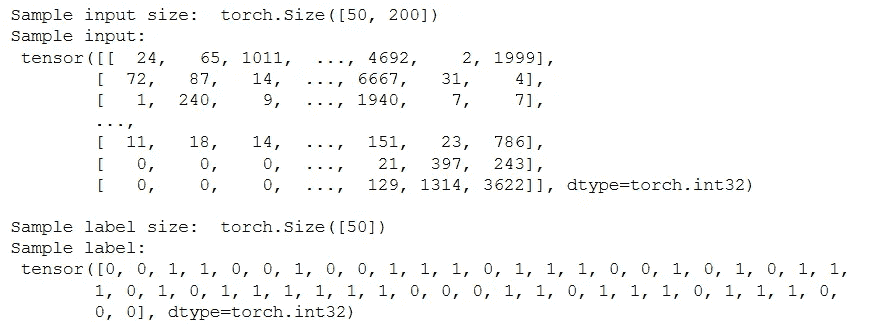 Sample input size:  torch.Size([50, 200])
Sample input:
 tensor([[  24,   65, 1011,  ..., 4692,    2, 1999],
        [  72,   87,   14,  ..., 6667,   31,    4],
        [   1,  240,    9,  ..., 1940,    7,    7],
        ...,
        [  11,   18,   14,  ...,  151,   23,  786],
        [   0,    0,    0,  ...,   21,  397,  243],
        [   0,    0,    0,  ...,  129, 1314, 3622]], dtype=torch.int32)
Sample label size:  torch.Size([50])
Sample label:
 tensor([0, 0, 1, 1, 0, 0, 1, 0, 0, 1, 1, 1, 0, 1, 1, 1, 0, 0, 1, 0, 1, 0, 1, 1,
        1, 0, 1, 0, 1, 1, 1, 1, 1, 1, 0, 0, 0, 1, 1, 0, 1, 1, 1, 0, 1, 1, 1, 0,
        0, 0], dtype=torch.int32)